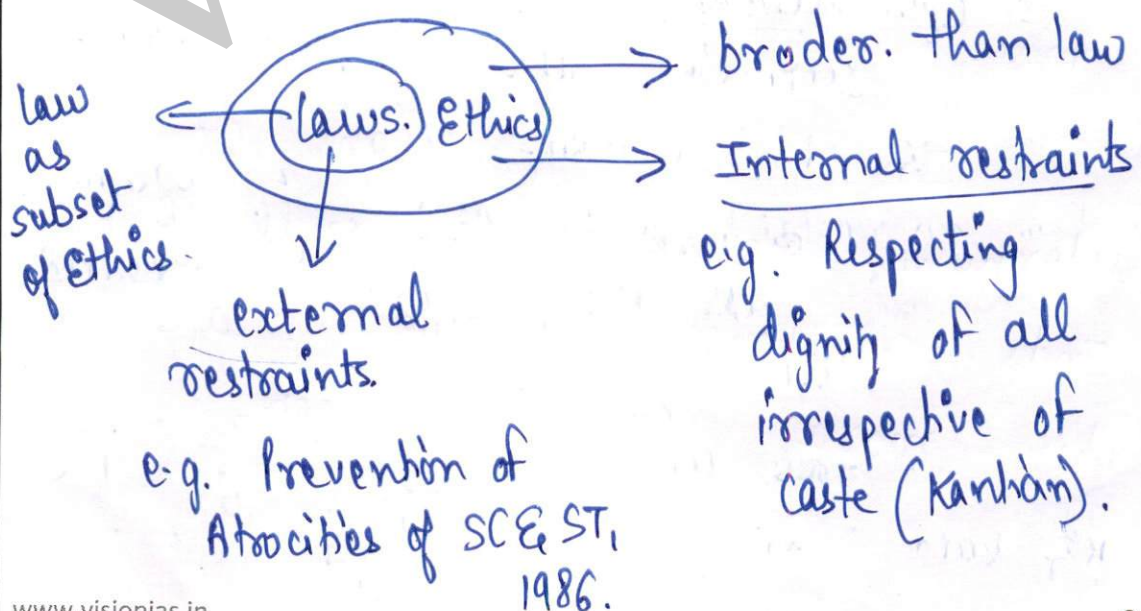 law
as
subset
of Ethics.
laws.
Ethics
broder. than law
Internal restraints
e.g. Respecting
dignity of all
irrespective of
caste (Kantian).
external
restraints.
e.g. Prevention of
Atrocities of SC & ST,
1986.
www.visionias.in